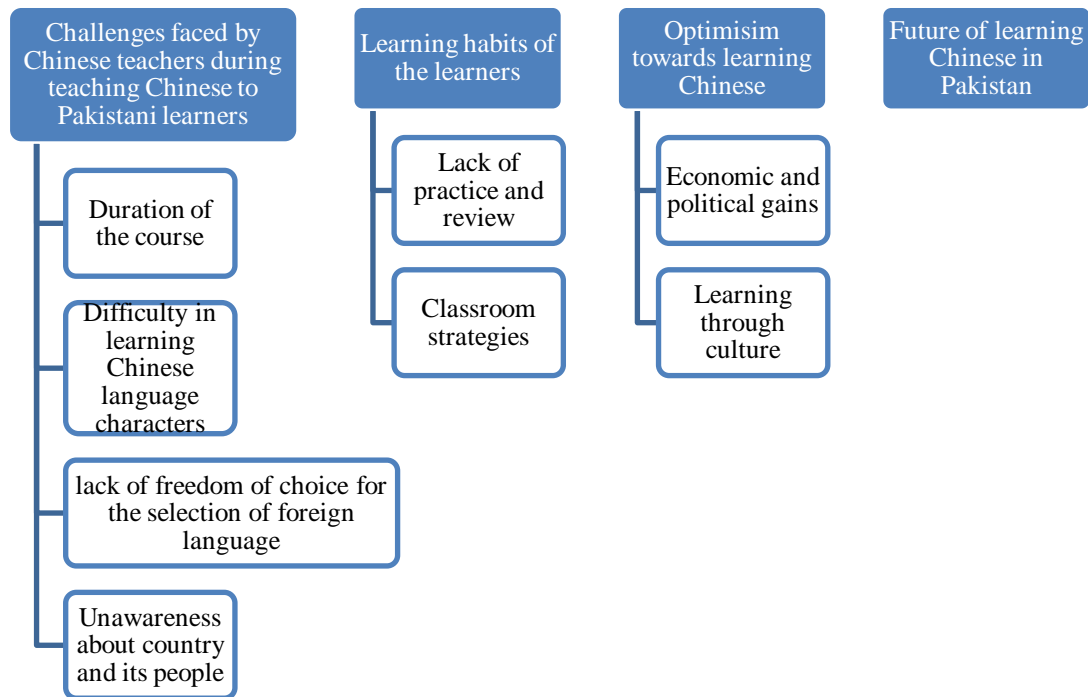 Challenges faced by
Chinese teachers during
teaching Chinese to
Pakistani learners
Duration of
the course
Difficulty in
learning
Chinese
language
characters
lack of freedom of choice for
the selection of foreign
language
Unawareness
about country
and its people
Learning habits of
the learners
Lack of
practice and
review
Classroom
strategies
Optimisim
towards learning
Chinese
Economic and
political gains
Learning
through
culture
Future of learning
Chinese in
Pakistan